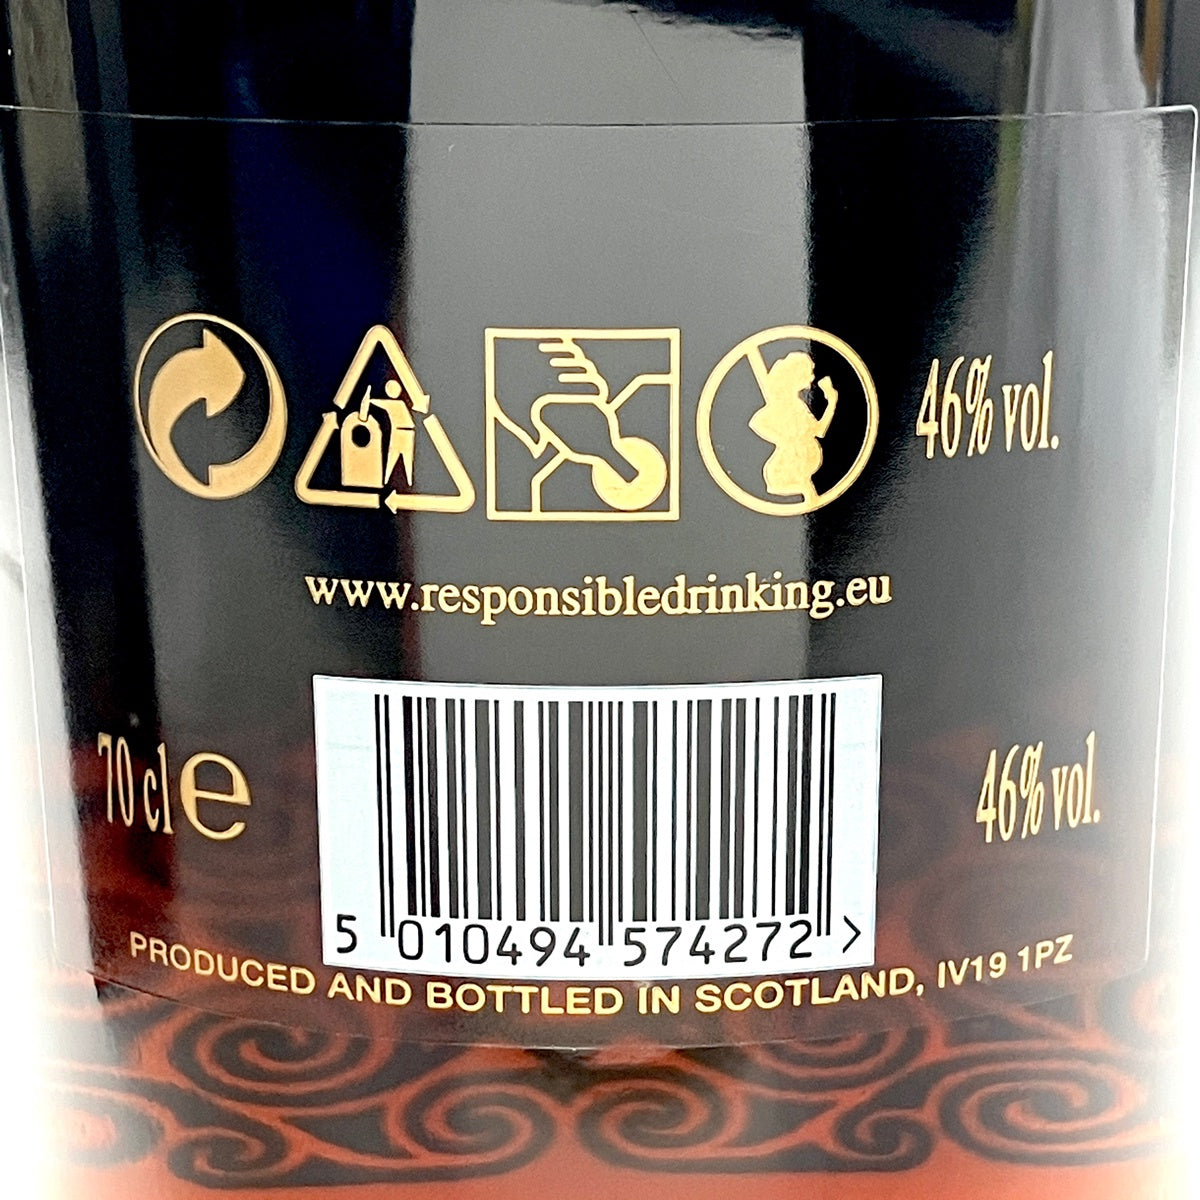 46% vol.
www.responsibledrinking.eu
70 cl e
46% vol.
5 010494 574272 >
PRODUCED AND BOTTLED IN SCOTLAND, IV19 1PZ